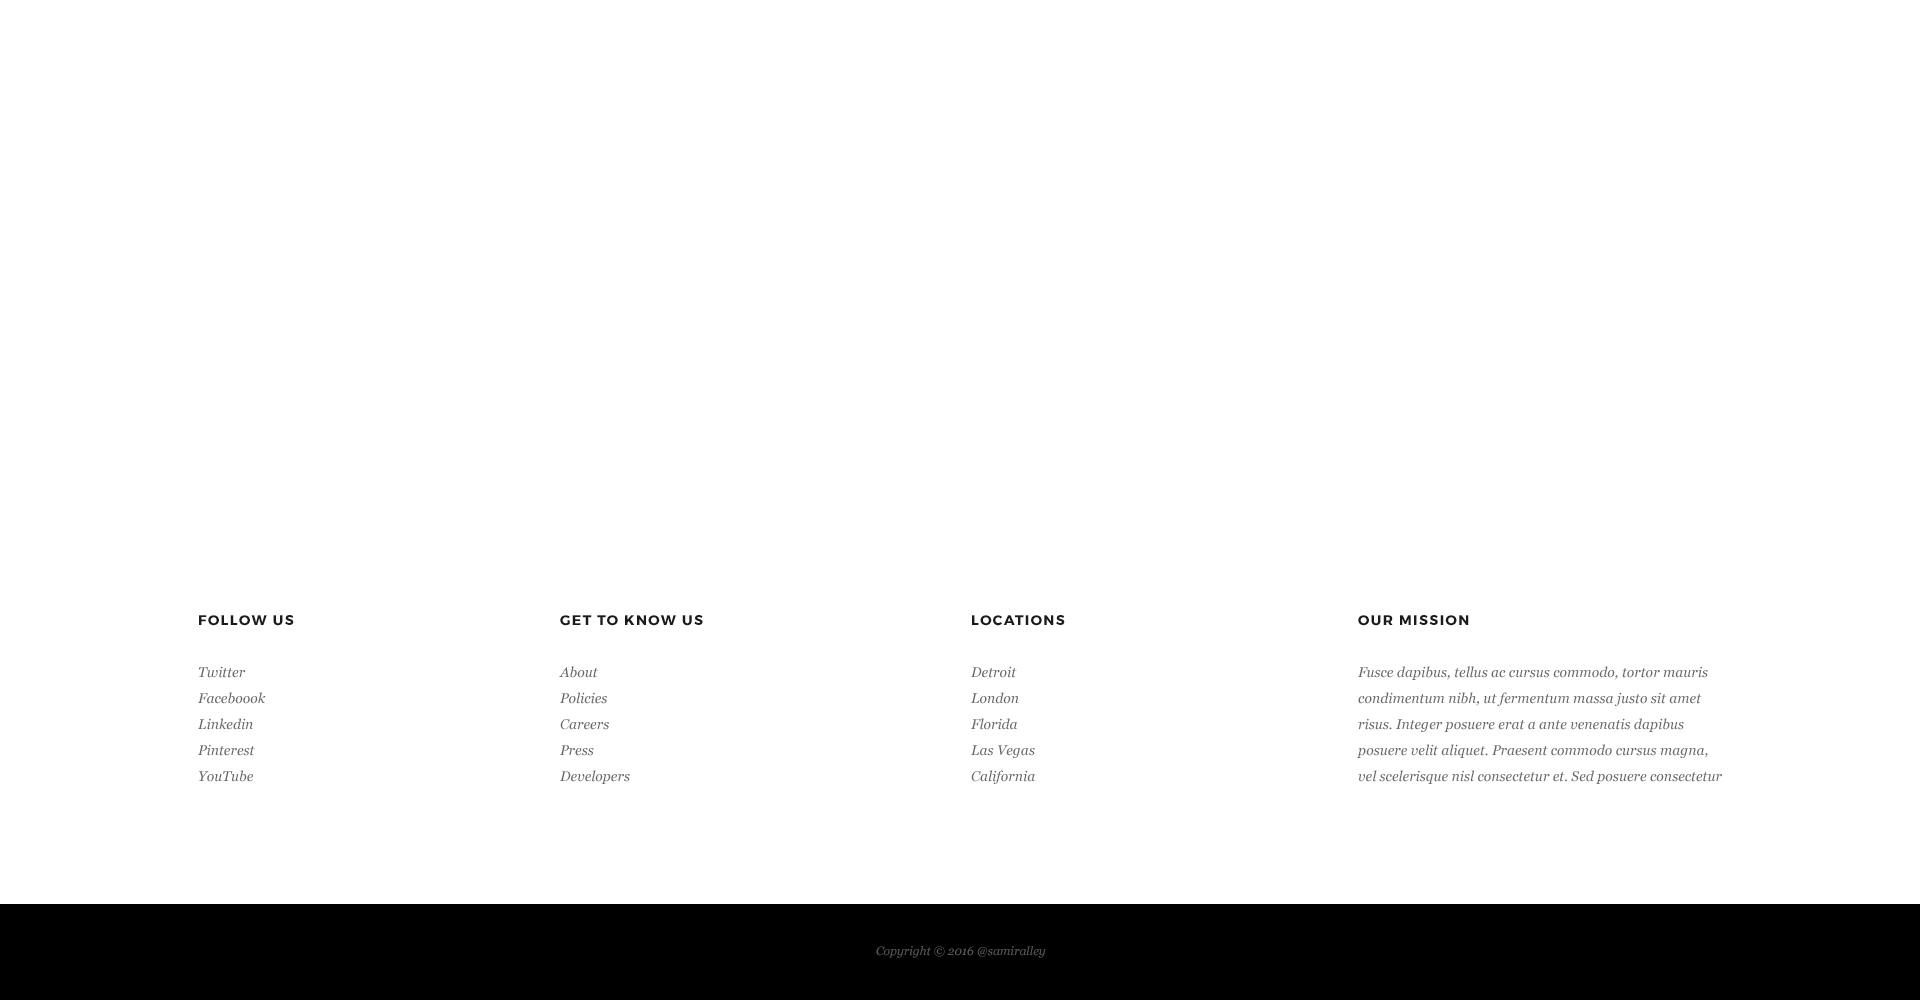 FOLLOW US
Twitter
Faceboook
Linkedin
Pinterest
YouTube
GET TO KNOW US
About
Policies
Careers
Press
Developers
LOCATIONS
Detroit
London
Florida
Las Vegas
California
OUR MISSION
Fusce dapibus, tellus ac cursus commodo, tortor mauris
condimentum nibh, ut fermentum massa justo sit amet
risus. Integer posuere erat a ante venenatis dapibus
posuere velit aliquet. Praesent commodo cursus magna,
vel scelerisque nisl consectetur et. Sed posuere consectetur
Copyright © 2016 @samiralley